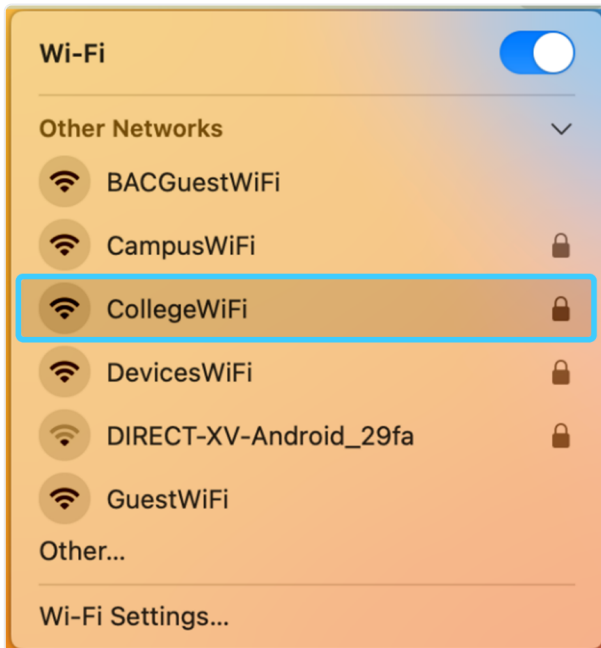 Wi-Fi
Other Networks
BACGuestWiFi
CampusWiFi
CollegeWiFi
DevicesWiFi
DIRECT-XV-Android_29fa
GuestWiFi
Other...
Wi-Fi Settings...